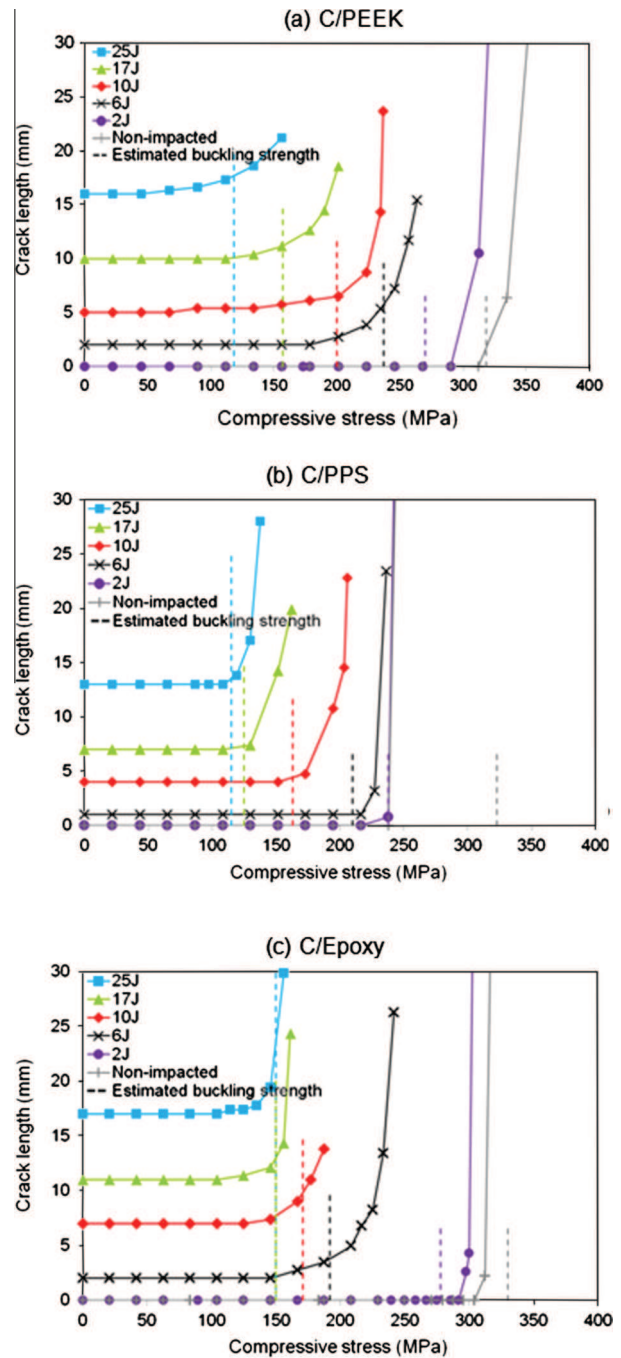 (a) C/PEEK
30
25
20
15
10
5
0
Crack length (mm)
25J
17J
10J
6J
2J
Non-impacted
Estimated buckling strength
0 50 100 150 200 250 300 350 400
Compressive stress (MPa)
(b) C/PPS
30
25
20
15
10
5
0
Crack length (mm)
25J
17J
10J
6J
2J
Non-impacted
Estimated buckling strength
0 50 100 150 200 250 300 350 400
Compressive stress (MPa)
(c) C/Epoxy
30
25
20
15
10
5
0
Crack length (mm)
25J
17J
10J
6J
2J
Non-impacted
Estimated buckling strength
0 50 100 150 200 250 300 350 400
Compressive stress (MPa)